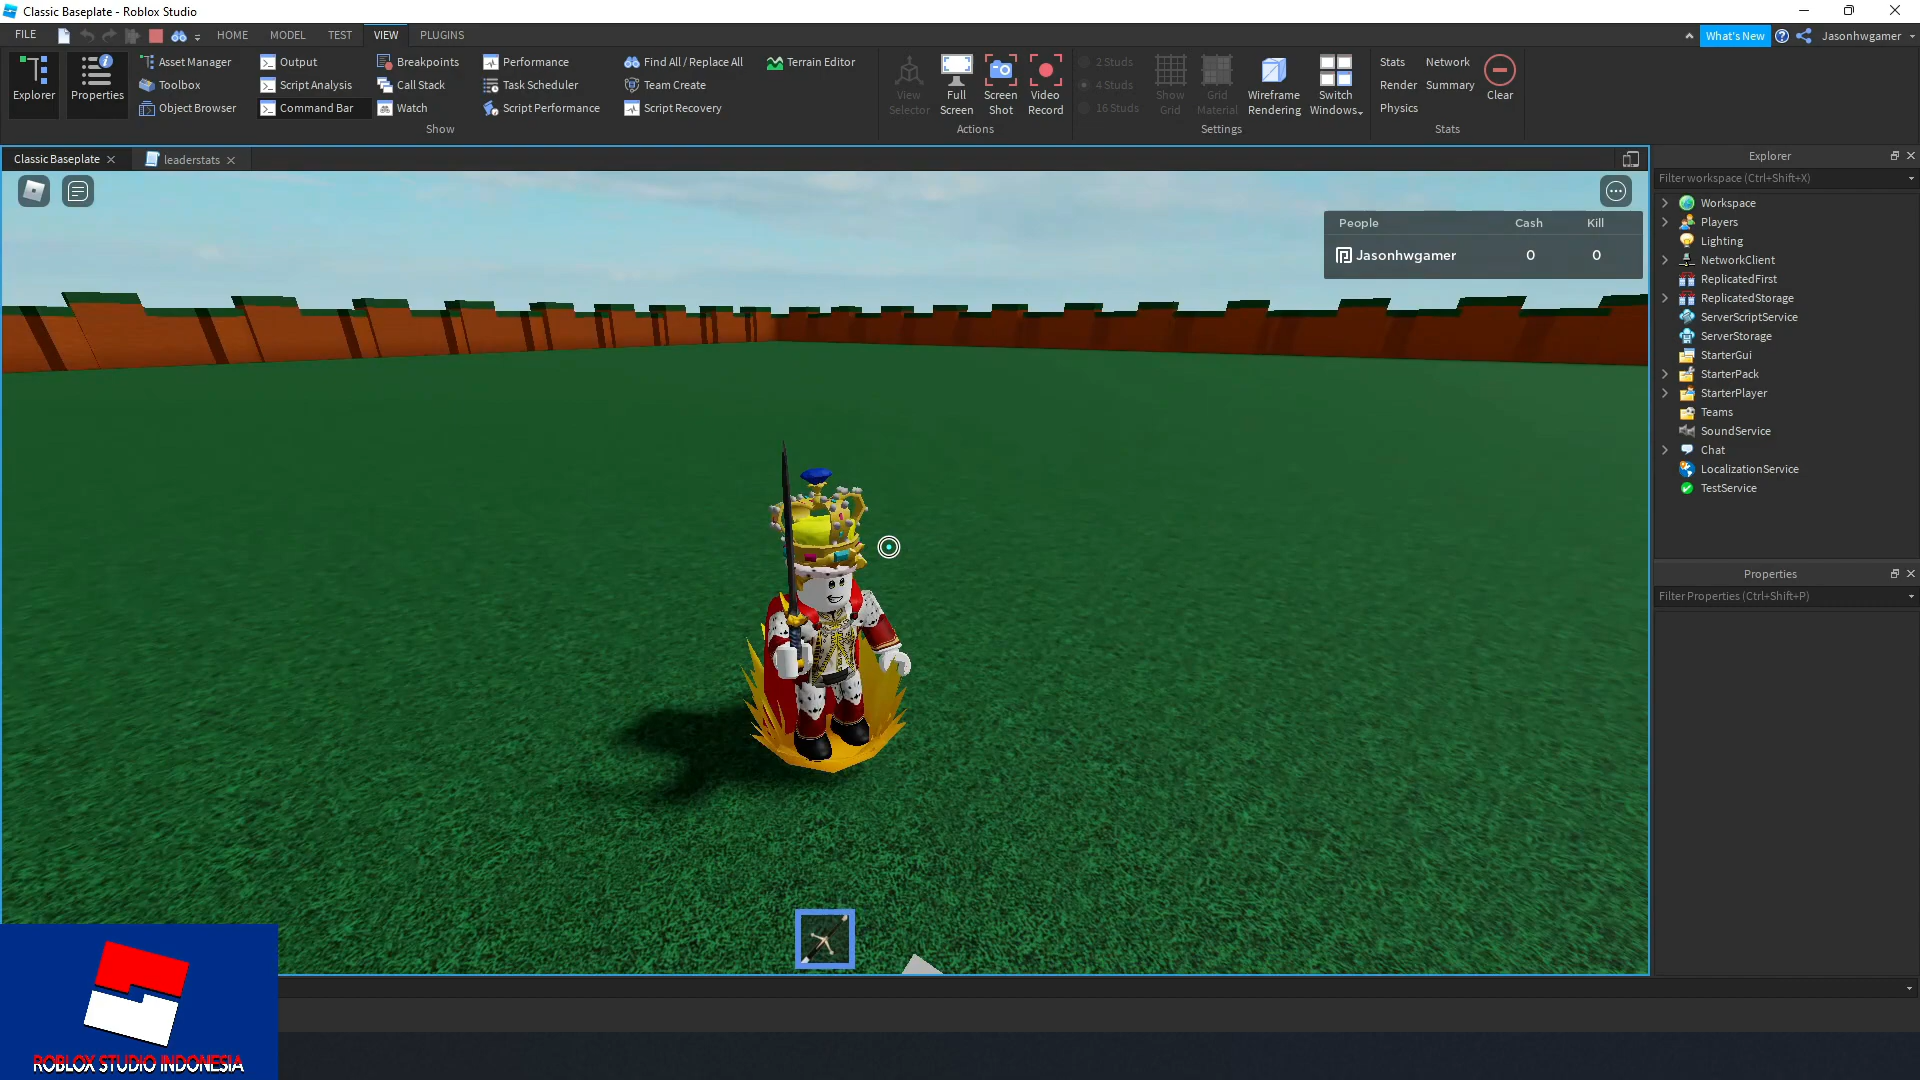 Classic Baseplate - Roblox Studio
FILE HOME MODEL TEST VIEW PLUGINS What's New Jasonhwgamer
Explorer
Properties
Asset Manager
Toolbox
Object Browser
Output
Script Analysis
Command Bar
Breakpoints
Call Stack
Watch
Performance
Task Scheduler
Script Performance
Find All / Replace All
Team Create
Script Recovery
Terrain Editor
Show
View Selector
Full Screen
Screen Shot
Video Record
Actions
2 Studs
4 Studs
16 Studs
Show Grid
Grid Material
Wireframe Rendering
Switch Windows
Settings
Stats
Render
Physics
Network
Summary
Clear
Stats
Classic Baseplate
leaderstats
People Cash Kill
Jasonhwgamer 0 0
Explorer
Filter workspace (Ctrl+Shift+X)
Workspace
Players
Lighting
NetworkClient
ReplicatedFirst
ReplicatedStorage
ServerScriptService
ServerStorage
StarterGui
StarterPack
StarterPlayer
Teams
SoundService
Chat
LocalizationService
TestService
Properties
Filter Properties (Ctrl+Shift+P)
ROBLOX STUDIO INDONESIA